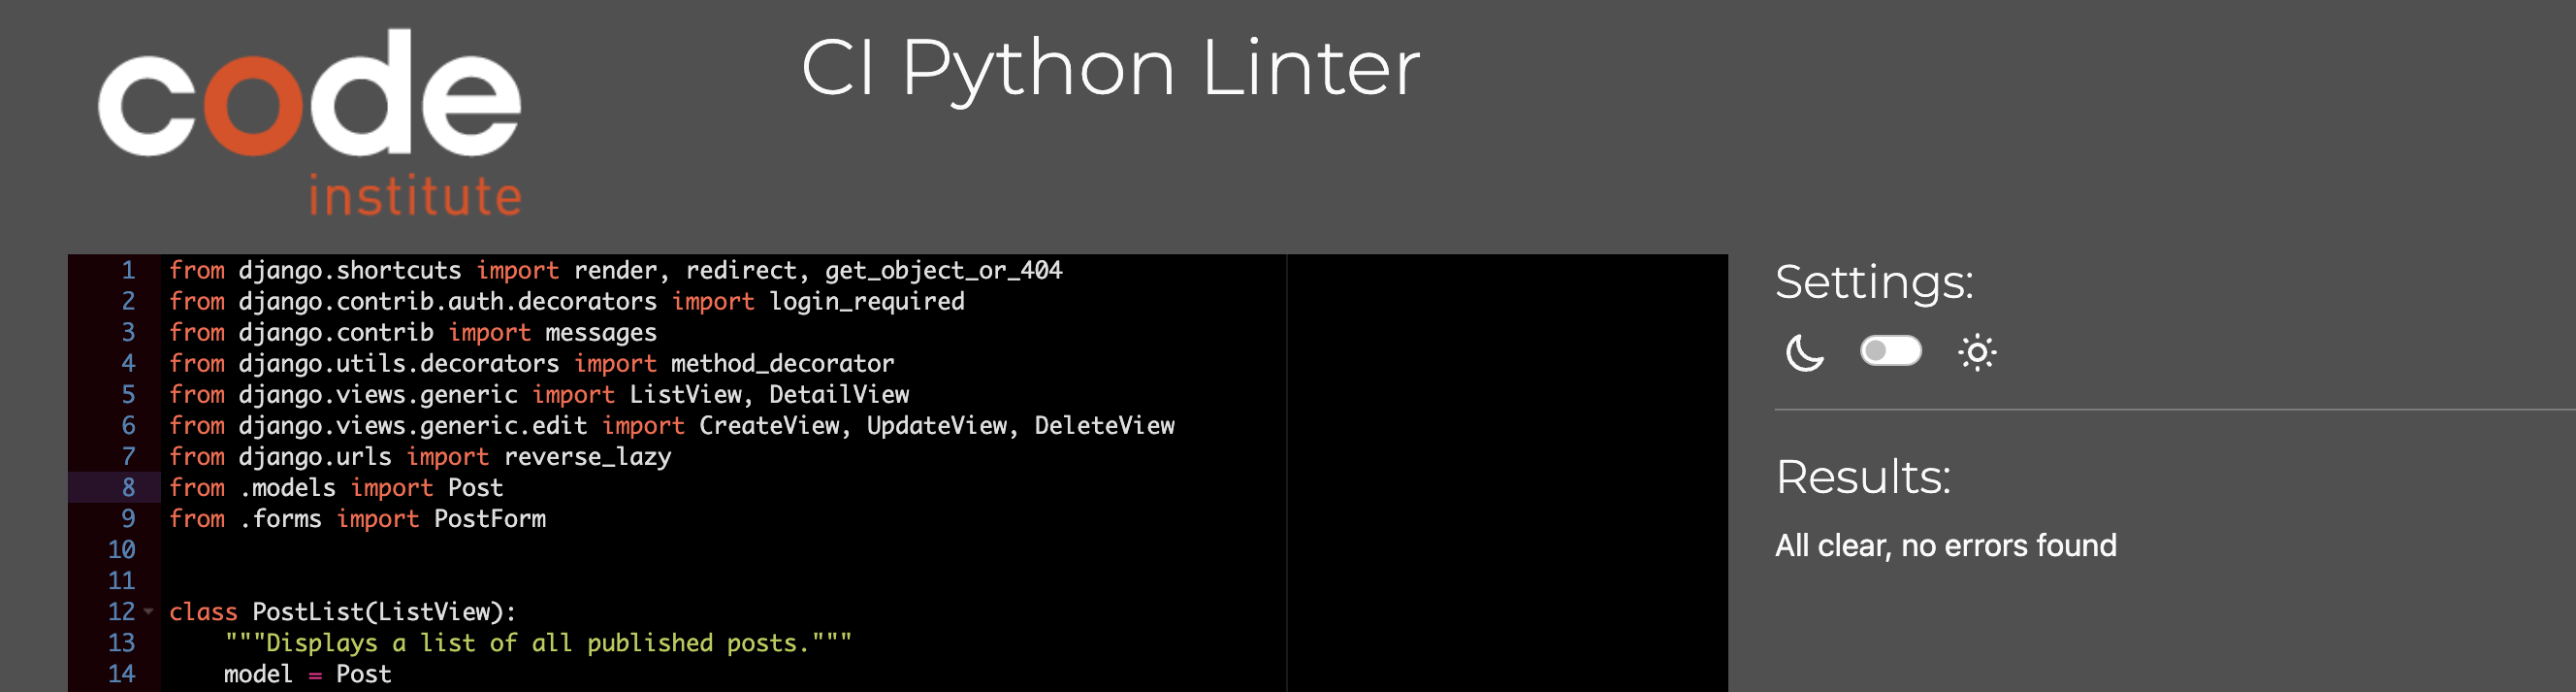 code
institute
CI Python Linter
1 from django.shortcuts import render, redirect, get_object_or_404
2 from django.contrib.auth.decorators import login_required
3 from django.contrib import messages
4 from django.utils.decorators import method_decorator
5 from django.views.generic import ListView, DetailView
6 from django.views.generic.edit import CreateView, UpdateView, DeleteView
7 from django.urls import reverse_lazy
8 from .models import Post
9 from .forms import PostForm
10
11
12 class PostList(ListView):
13     """Displays a list of all published posts."""
14     model = Post
Settings:
Results:
All clear, no errors found